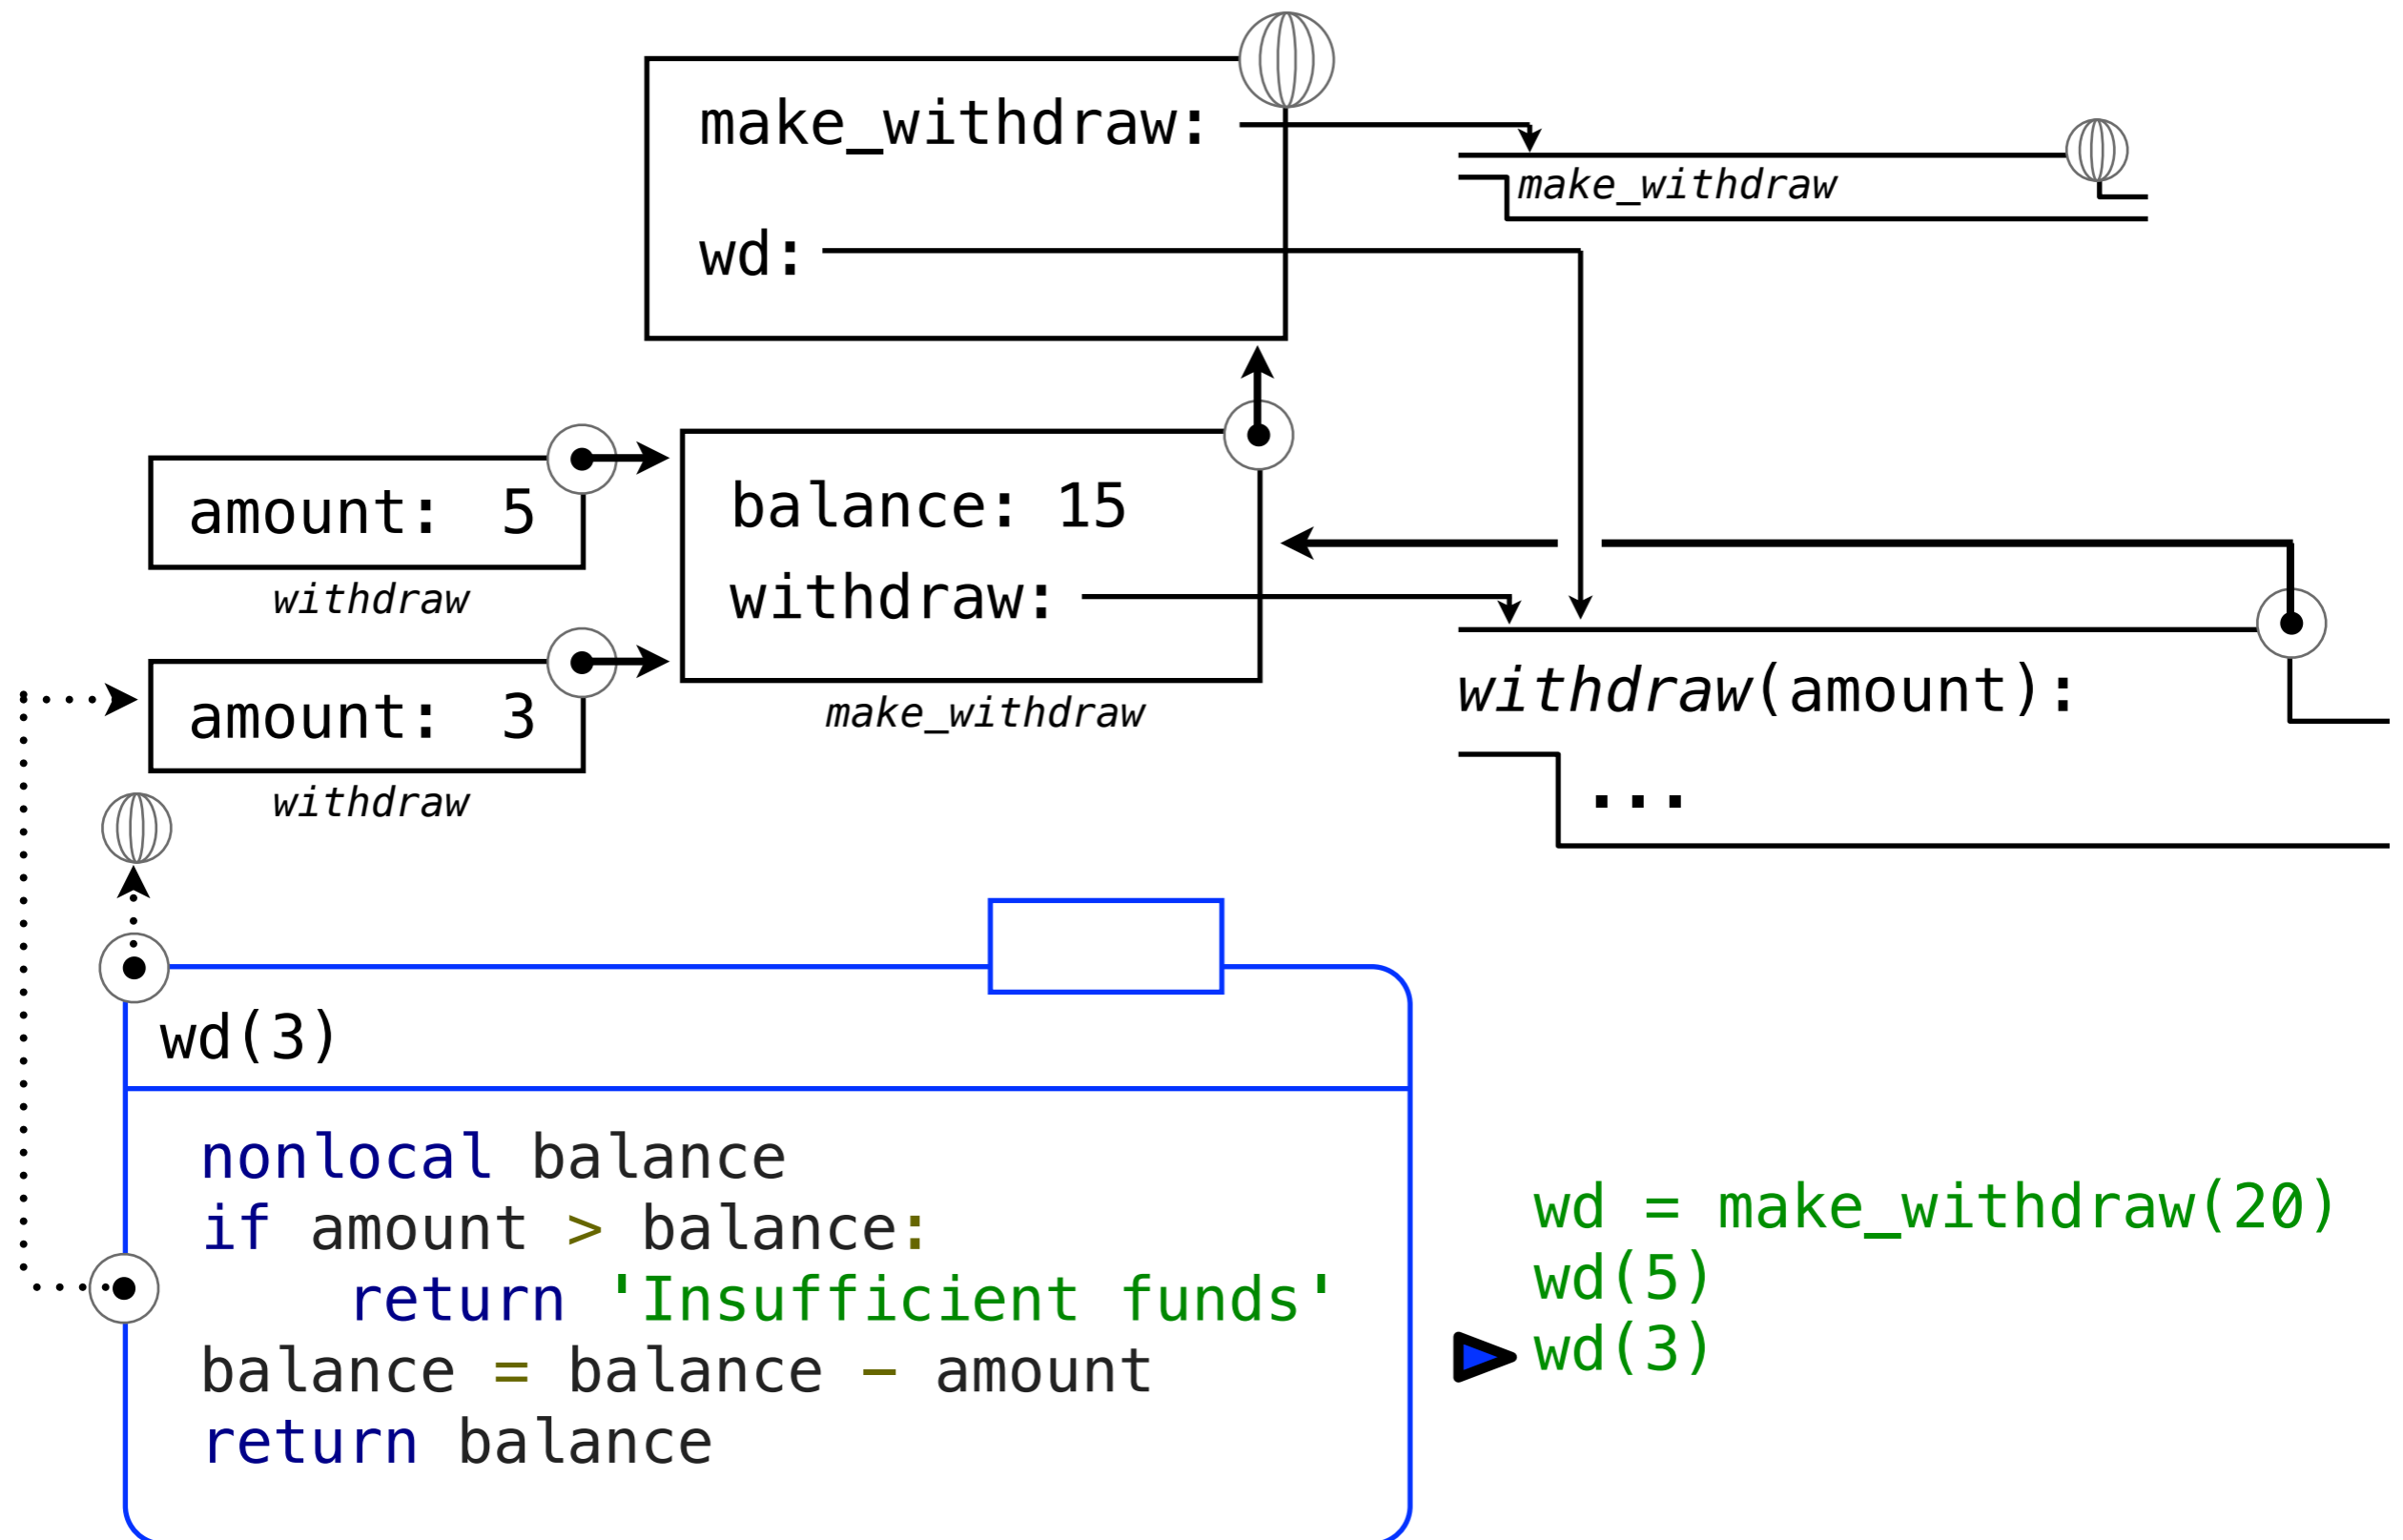 make_withdraw:
make_withdraw
wd:
amount: 5
withdraw
balance: 15
withdraw:
make_withdraw
amount: 3
withdraw
withdraw(amount):
...
wd(3)
nonlocal balance
if amount > balance:
    return 'Insufficient funds'
balance = balance − amount
return balance
wd = make_withdraw(20)
wd(5)
wd(3)